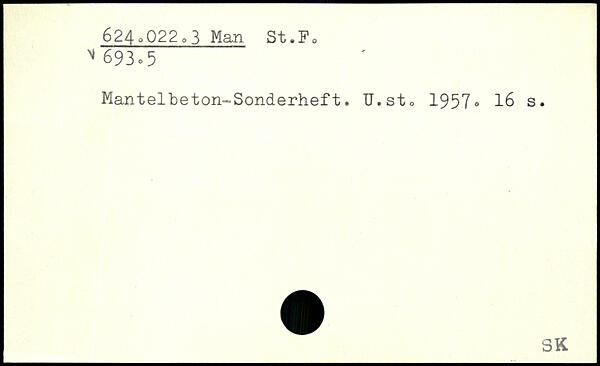 624.022.3 Man St.F.
v 693.5
Mantelbeton-Sonderheft. U.st. 1957. 16 s.
SK